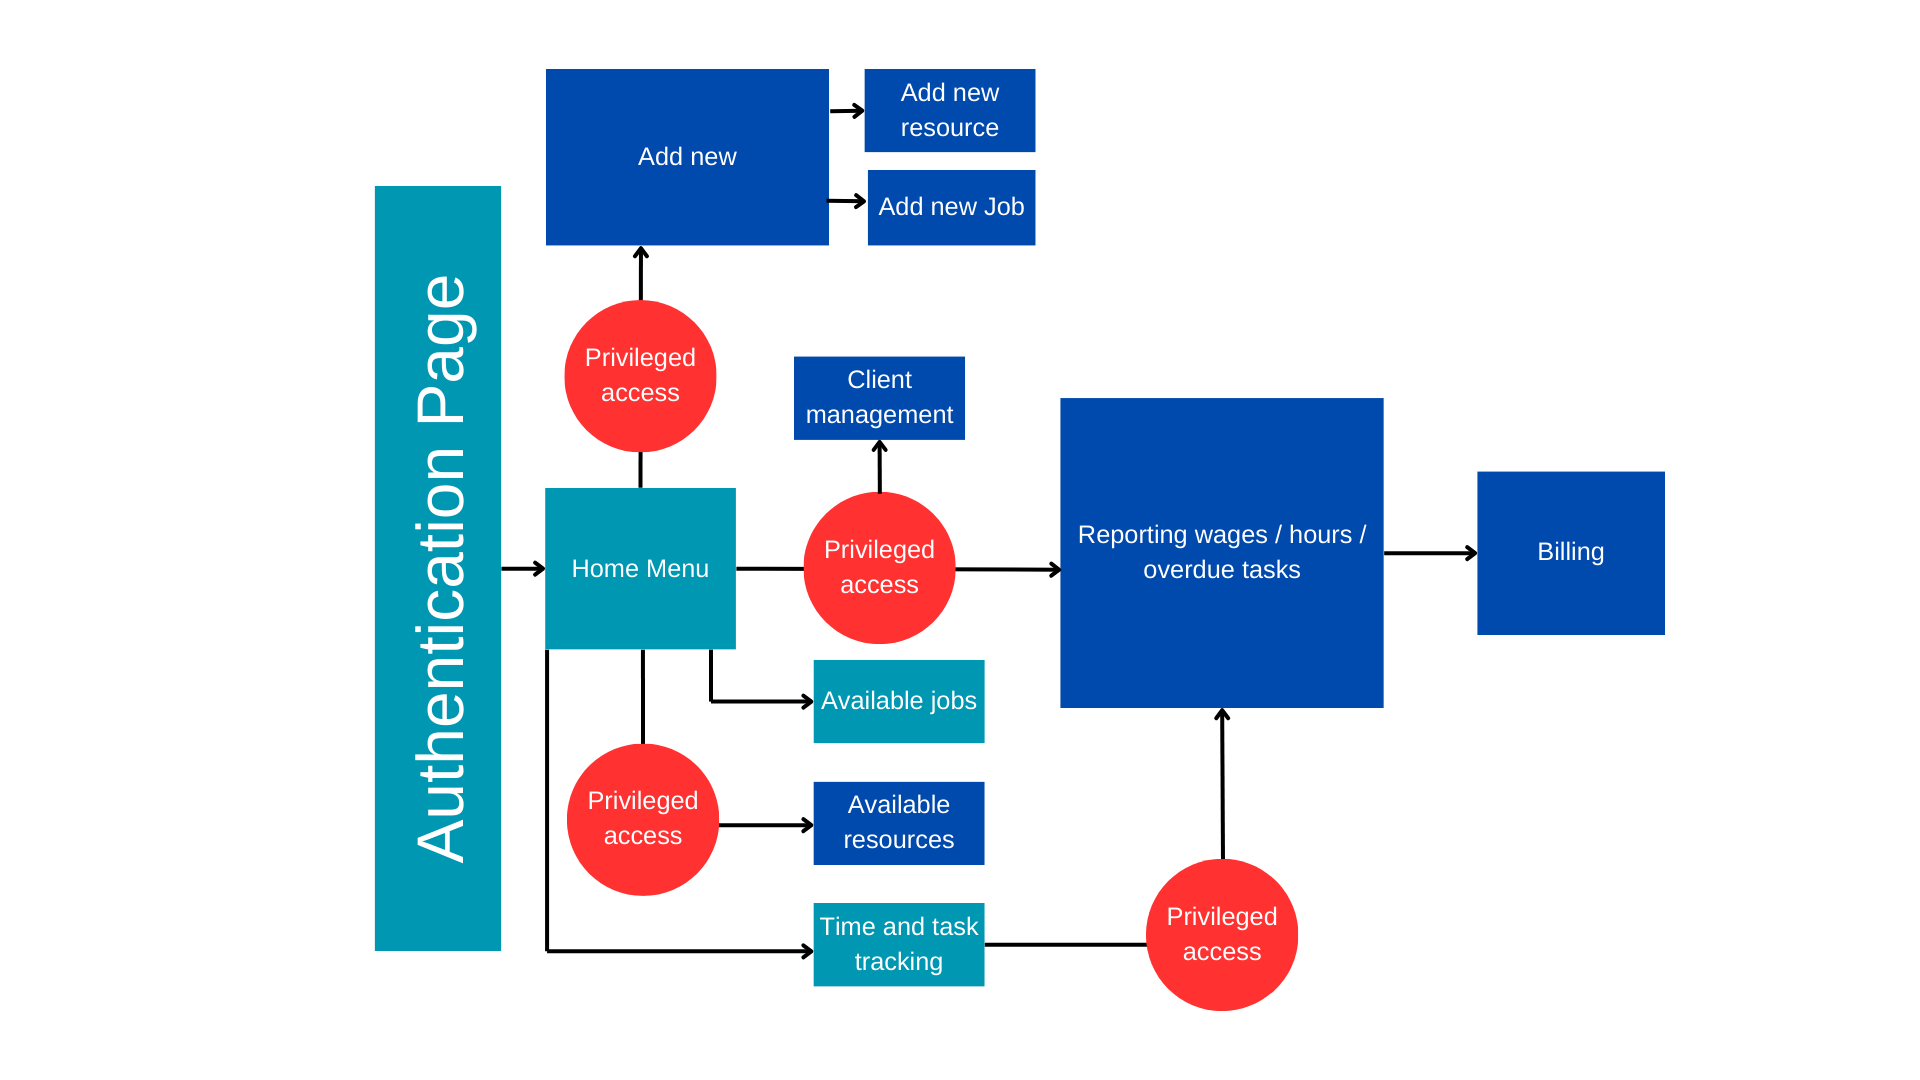 Authentication Page
Add new
Add new
resource
Add new Job
Privileged
access
Home Menu
Client
management
Privileged
access
Reporting wages / hours /
overdue tasks
Billing
Available jobs
Privileged
access
Available
resources
Time and task
tracking
Privileged
access